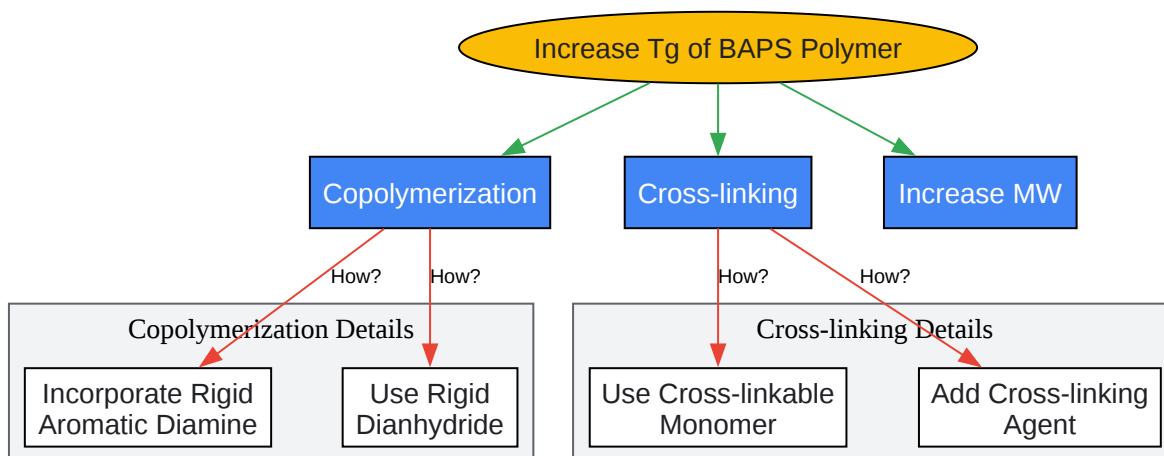 Increase Tg of BAPS Polymer
Copolymerization
Cross-linking
Increase MW
How?
How?
How?
How?
Copolymerization Details
Cross-linking Details
Incorporate Rigid
Aromatic Diamine
Use Rigid
Dianhydride
Use Cross-linkable
Monomer
Add Cross-linking
Agent